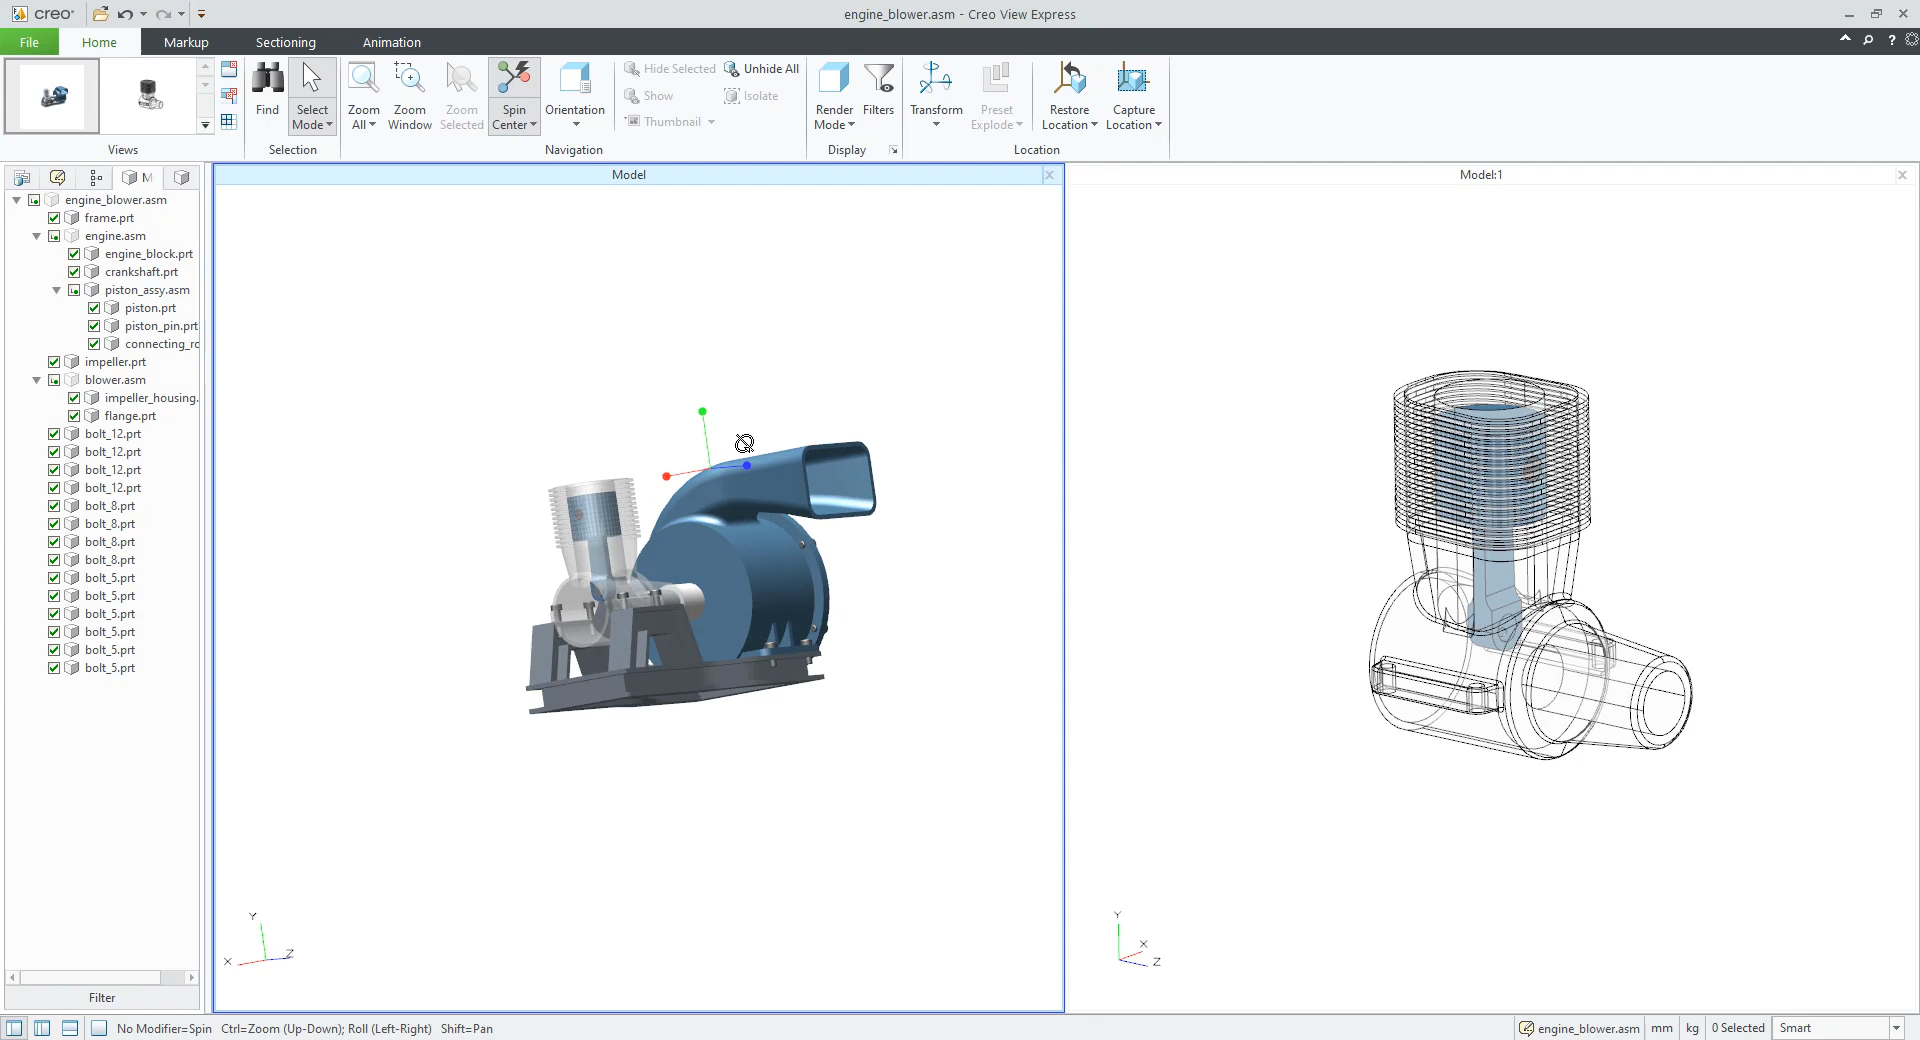 creo
engine_blower.asm - Creo View Express
File
Home
Markup
Sectioning
Animation
?
Find
Select
Mode
Zoom
All
Zoom
Window
Zoom
Selected
Spin
Center
Orientation
Hide Selected
Unhide All
Show
Isolate
Thumbnail
Render
Mode
Filters
Transform
Preset
Explode
Restore
Location
Capture
Location
Views
Selection
Navigation
Display
Location
M
Model
Model:1
engine_blower.asm
frame.prt
engine.asm
engine_block.prt
crankshaft.prt
piston_assy.asm
piston.prt
piston_pin.prt
connecting_rc
impeller.prt
blower.asm
impeller_housing.
flange.prt
bolt_12.prt
bolt_12.prt
bolt_12.prt
bolt_12.prt
bolt_8.prt
bolt_8.prt
bolt_8.prt
bolt_8.prt
bolt_5.prt
bolt_5.prt
bolt_5.prt
bolt_5.prt
bolt_5.prt
bolt_5.prt
Y
X
Z
Y
X
Z
Filter
No Modifier=Spin Ctrl=Zoom (Up-Down); Roll (Left-Right) Shift=Pan
engine_blower.asm
mm
kg
0 Selected
Smart